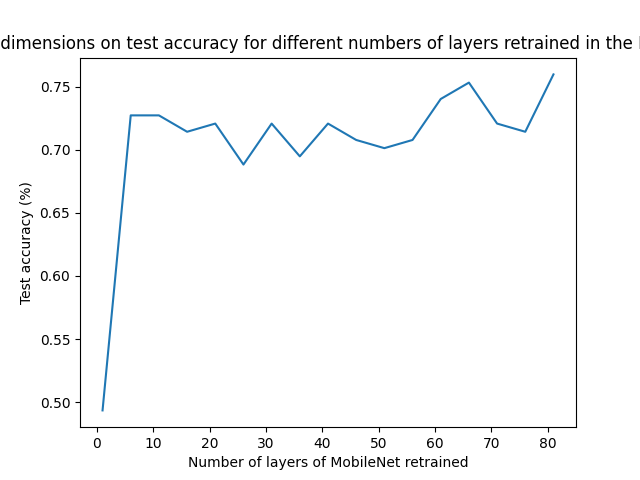 dimensions on test accuracy for different numbers of layers retrained in the
0.75
0.70
0.65
0.60
0.55
0.50
Test accuracy (%)
0 10 20 30 40 50 60 70 80
Number of layers of MobileNet retrained